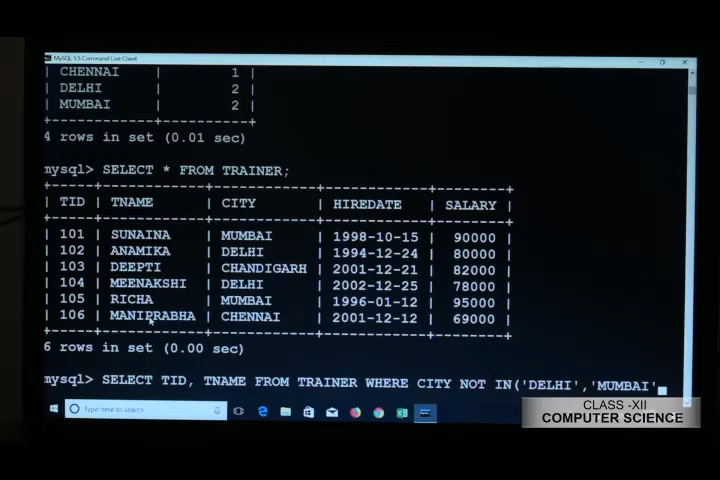 MySQL 5.5 Command Line Client
| CHENNAI | 1 |
| DELHI | 2 |
| MUMBAI | 2 |
+-------------+----------+
4 rows in set (0.01 sec)
mysql> SELECT * FROM TRAINER;
+-----+------------+------------+------------+--------+
| TID | TNAME | CITY | HIREDATE | SALARY |
+-----+------------+------------+------------+--------+
| 101 | SUNAINA | MUMBAI | 1998-10-15 | 90000 |
| 102 | ANAMIKA | DELHI | 1994-12-24 | 80000 |
| 103 | DEEPTI | CHANDIGARH | 2001-12-21 | 82000 |
| 104 | MEENAKSHI | DELHI | 2002-12-25 | 78000 |
| 105 | RICHA | MUMBAI | 1996-01-12 | 95000 |
| 106 | MANIPRABHA | CHENNAI | 2001-12-12 | 69000 |
+-----+------------+------------+------------+--------+
6 rows in set (0.00 sec)
mysql> SELECT TID, TNAME FROM TRAINER WHERE CITY NOT IN('DELHI','MUMBAI'
Type here to search
CLASS -XII
COMPUTER SCIENCE